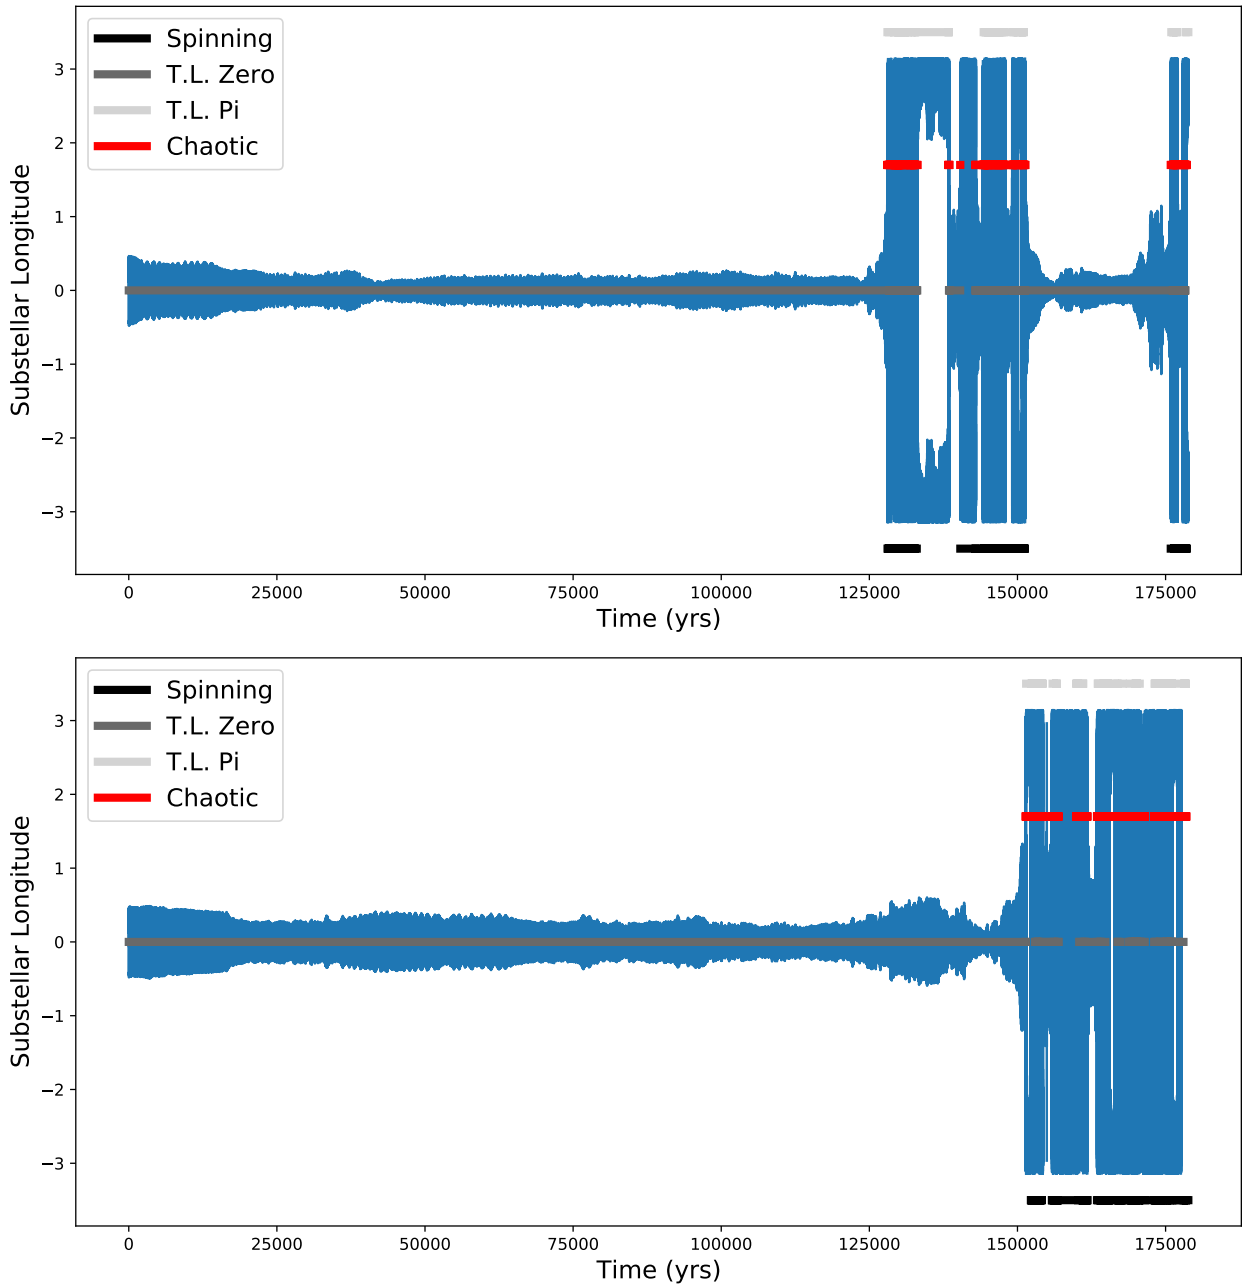 Spinning
T.L. Zero
T.L. Pi
Chaotic
Substellar Longitude
3
2
1
0
−1
−2
−3
0 25000 50000 75000 100000 125000 150000 175000
Time (yrs)
Spinning
T.L. Zero
T.L. Pi
Chaotic
Substellar Longitude
3
2
1
0
−1
−2
−3
0 25000 50000 75000 100000 125000 150000 175000
Time (yrs)